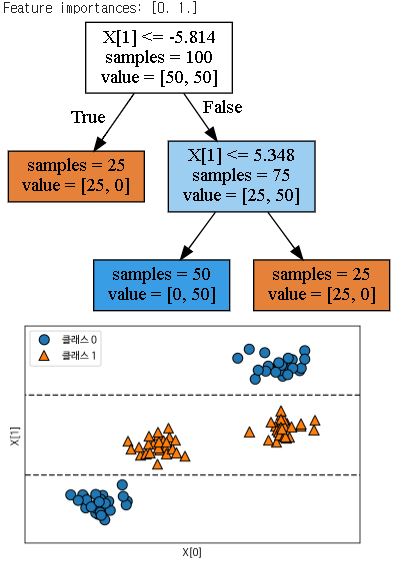 Feature importances: [0. 1.]
X[1] <= -5.814
samples = 100
value = [50, 50]
True
False
samples = 25
value = [25, 0]
X[1] <= 5.348
samples = 75
value = [25, 50]
samples = 50
value = [0, 50]
samples = 25
value = [25, 0]
클래스 0
클래스 1
X[1]
X[0]